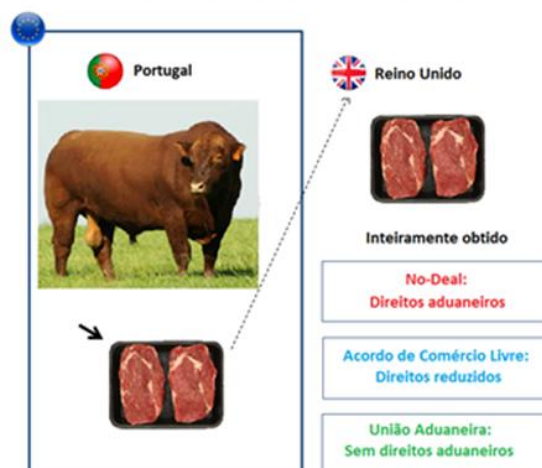 Portugal
Reino Unido
Inteiramente obtido
No-Deal:
Direitos aduaneiros
Acordo de Comércio Livre:
Direitos reduzidos
União Aduaneira:
Sem direitos aduaneiros